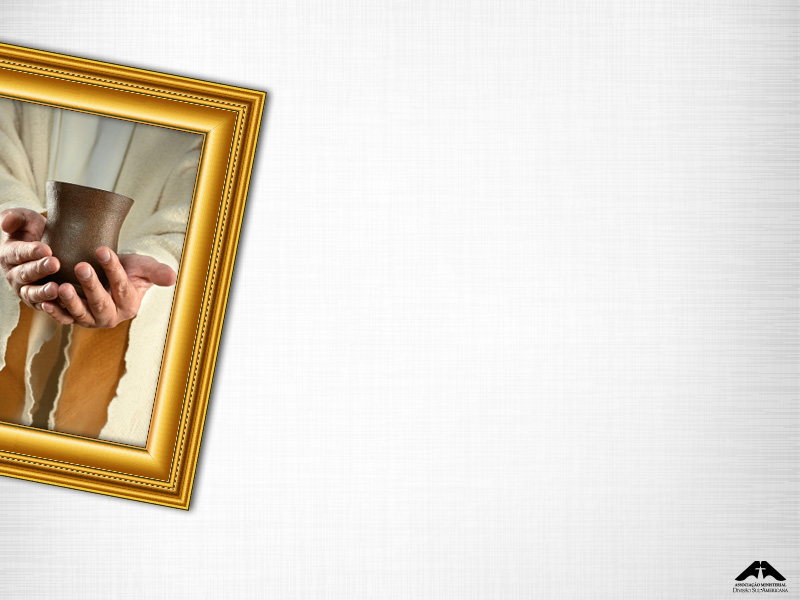 ASSOCIAÇÃO MINISTERIAL
DIVISÃO SUL-AMERICANA